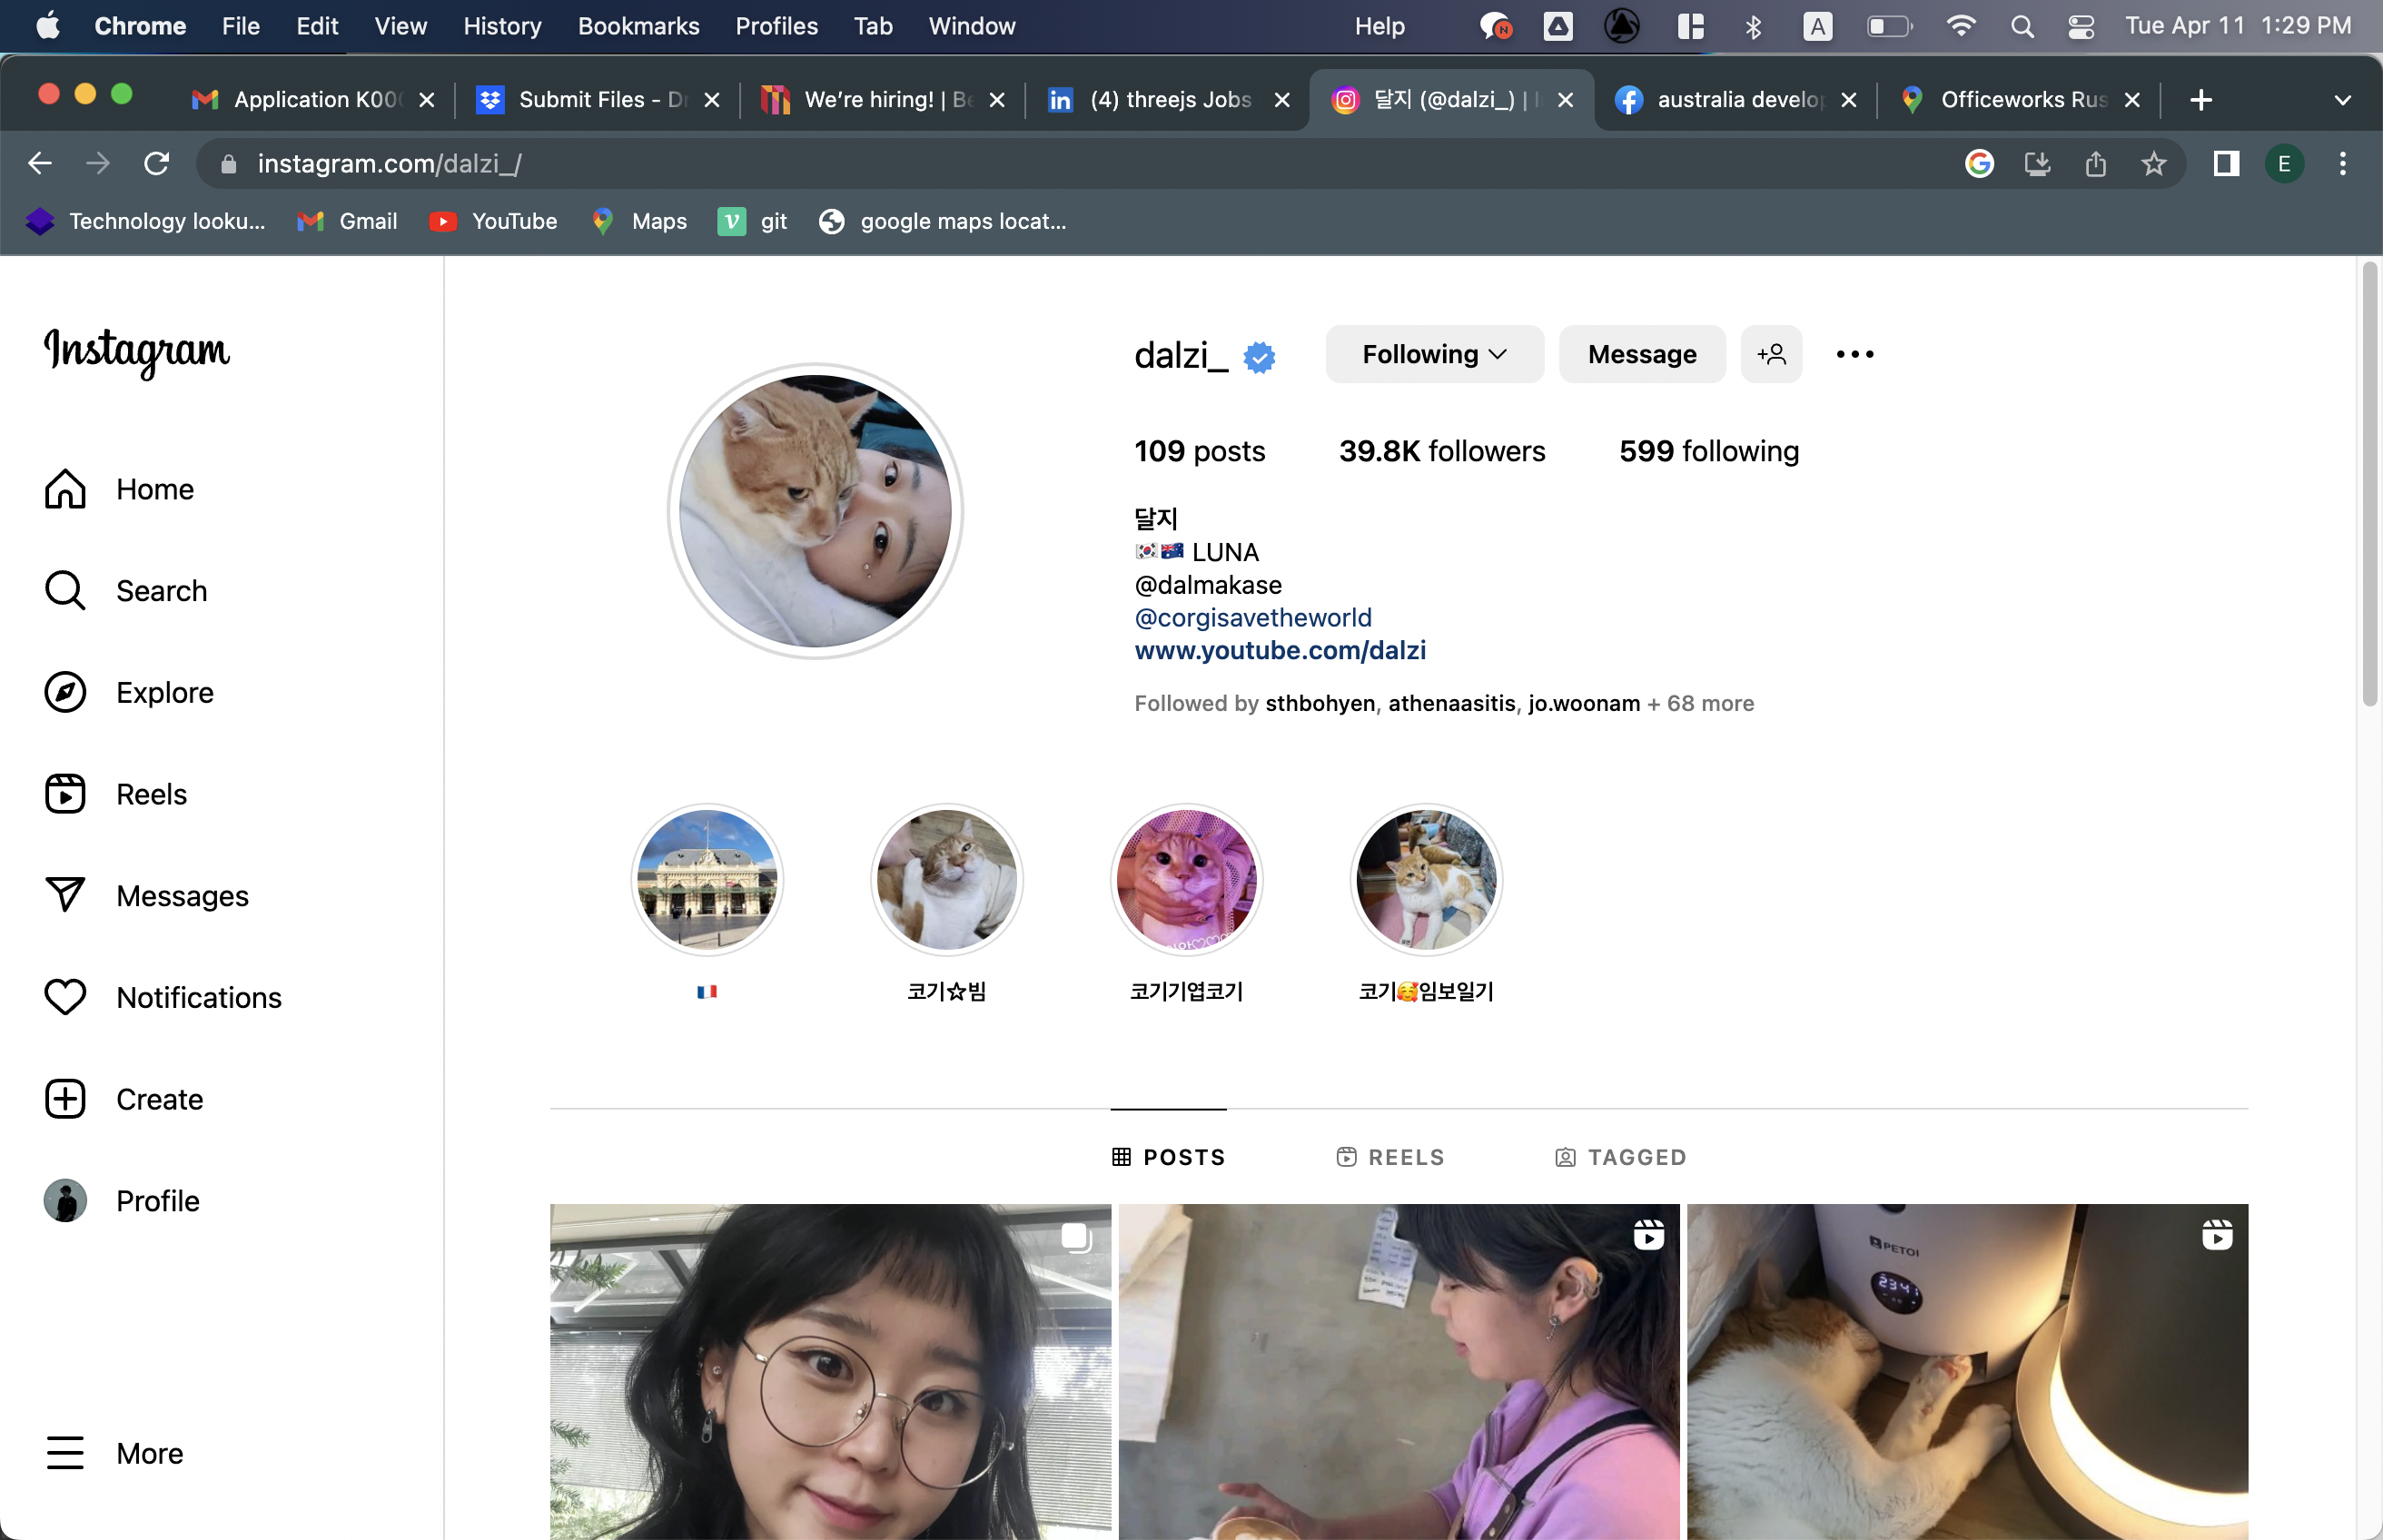 Chrome File Edit View History Bookmarks Profiles Tab Window Help A Tue Apr 11 1:29 PM
Application K00 Submit Files - Dr We're hiring! | Be (4) threejs Jobs 달지 (@dalzi_) | I australia develop Officeworks Rus
instagram.com/dalzi_/ E
Technology looku... Gmail YouTube Maps git google maps locat...
Instagram
Home
Search
Explore
Reels
Messages
Notifications
Create
Profile
More
dalzi_ Following Message
109 posts 39.8K followers 599 following
달지
🇰🇷🇦🇺 LUNA
@dalmakase
@corgisavetheworld
www.youtube.com/dalzi
Followed by sthbohyen, athenaasitis, jo.woonam + 68 more
🇫🇷 코기☆빔 코기기엽코기 코기🥰임보일기
POSTS REELS TAGGED
PETOI
234